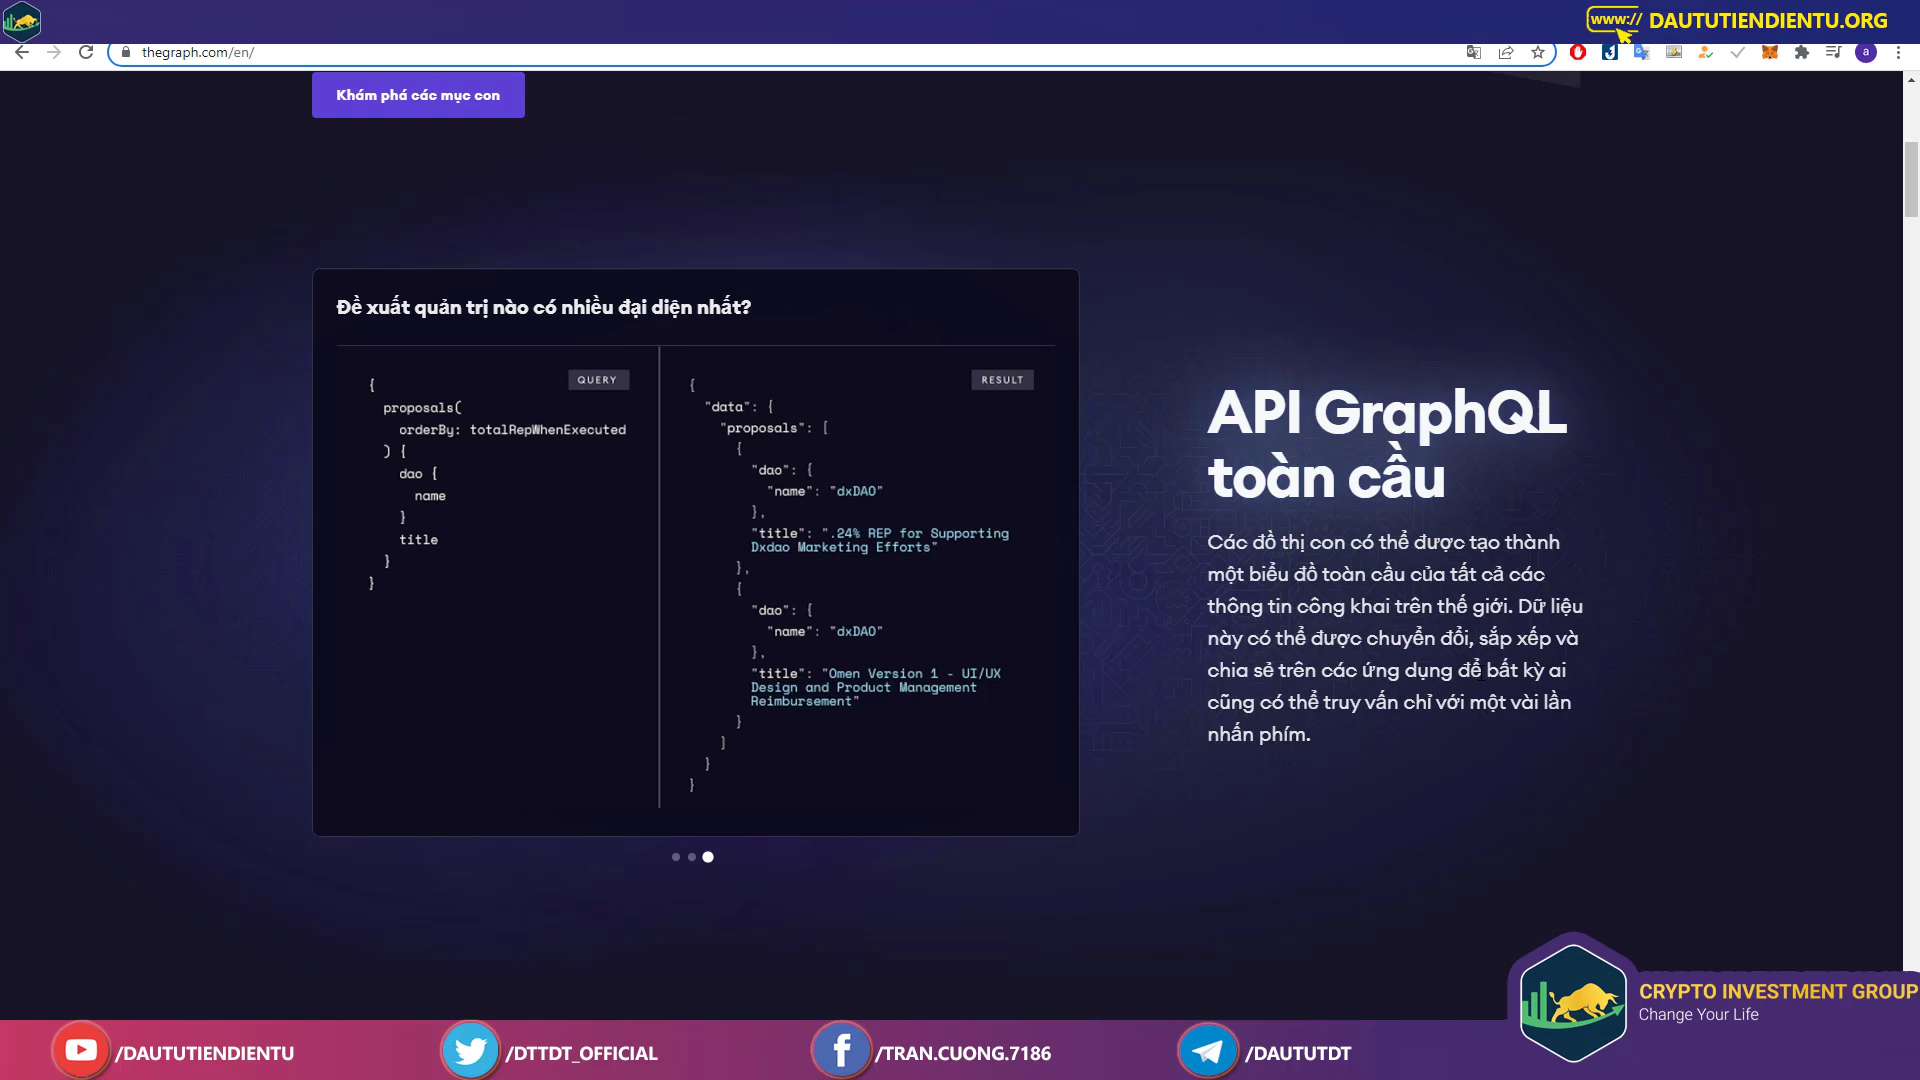 www://
DAUTUTIENDIENTU.ORG
thegraph.com/en/
a
Khám phá các mục con
Đề xuất quản trị nào có nhiều đại diện nhất?
QUERY
{
proposals(
orderBy: totalRepWhenExecuted
) {
dao {
name
}
title
}
}
RESULT
{
"data": {
"proposals": [
{
"dao": {
"name": "dxDAO"
},
"title": ".24% REP for Supporting
Dxdao Marketing Efforts"
},
{
"dao": {
"name": "dxDAO"
},
"title": "Omen Version 1 - UI/UX
Design and Product Management
Reimbursement"
}
]
}
}
API GraphQL
toàn cầu
Các đồ thị con có thể được tạo thành
một biểu đồ toàn cầu của tất cả các
thông tin công khai trên thế giới. Dữ liệu
này có thể được chuyển đổi, sắp xếp và
chia sẻ trên các ứng dụng để bất kỳ ai
cũng có thể truy vấn chỉ với một vài lần
nhấn phím.
CRYPTO INVESTMENT GROUP
Change Your Life
/DAUTUTIENDIENTU
/DTTDT_OFFICIAL
/TRAN.CUONG.7186
/DAUTUTDT